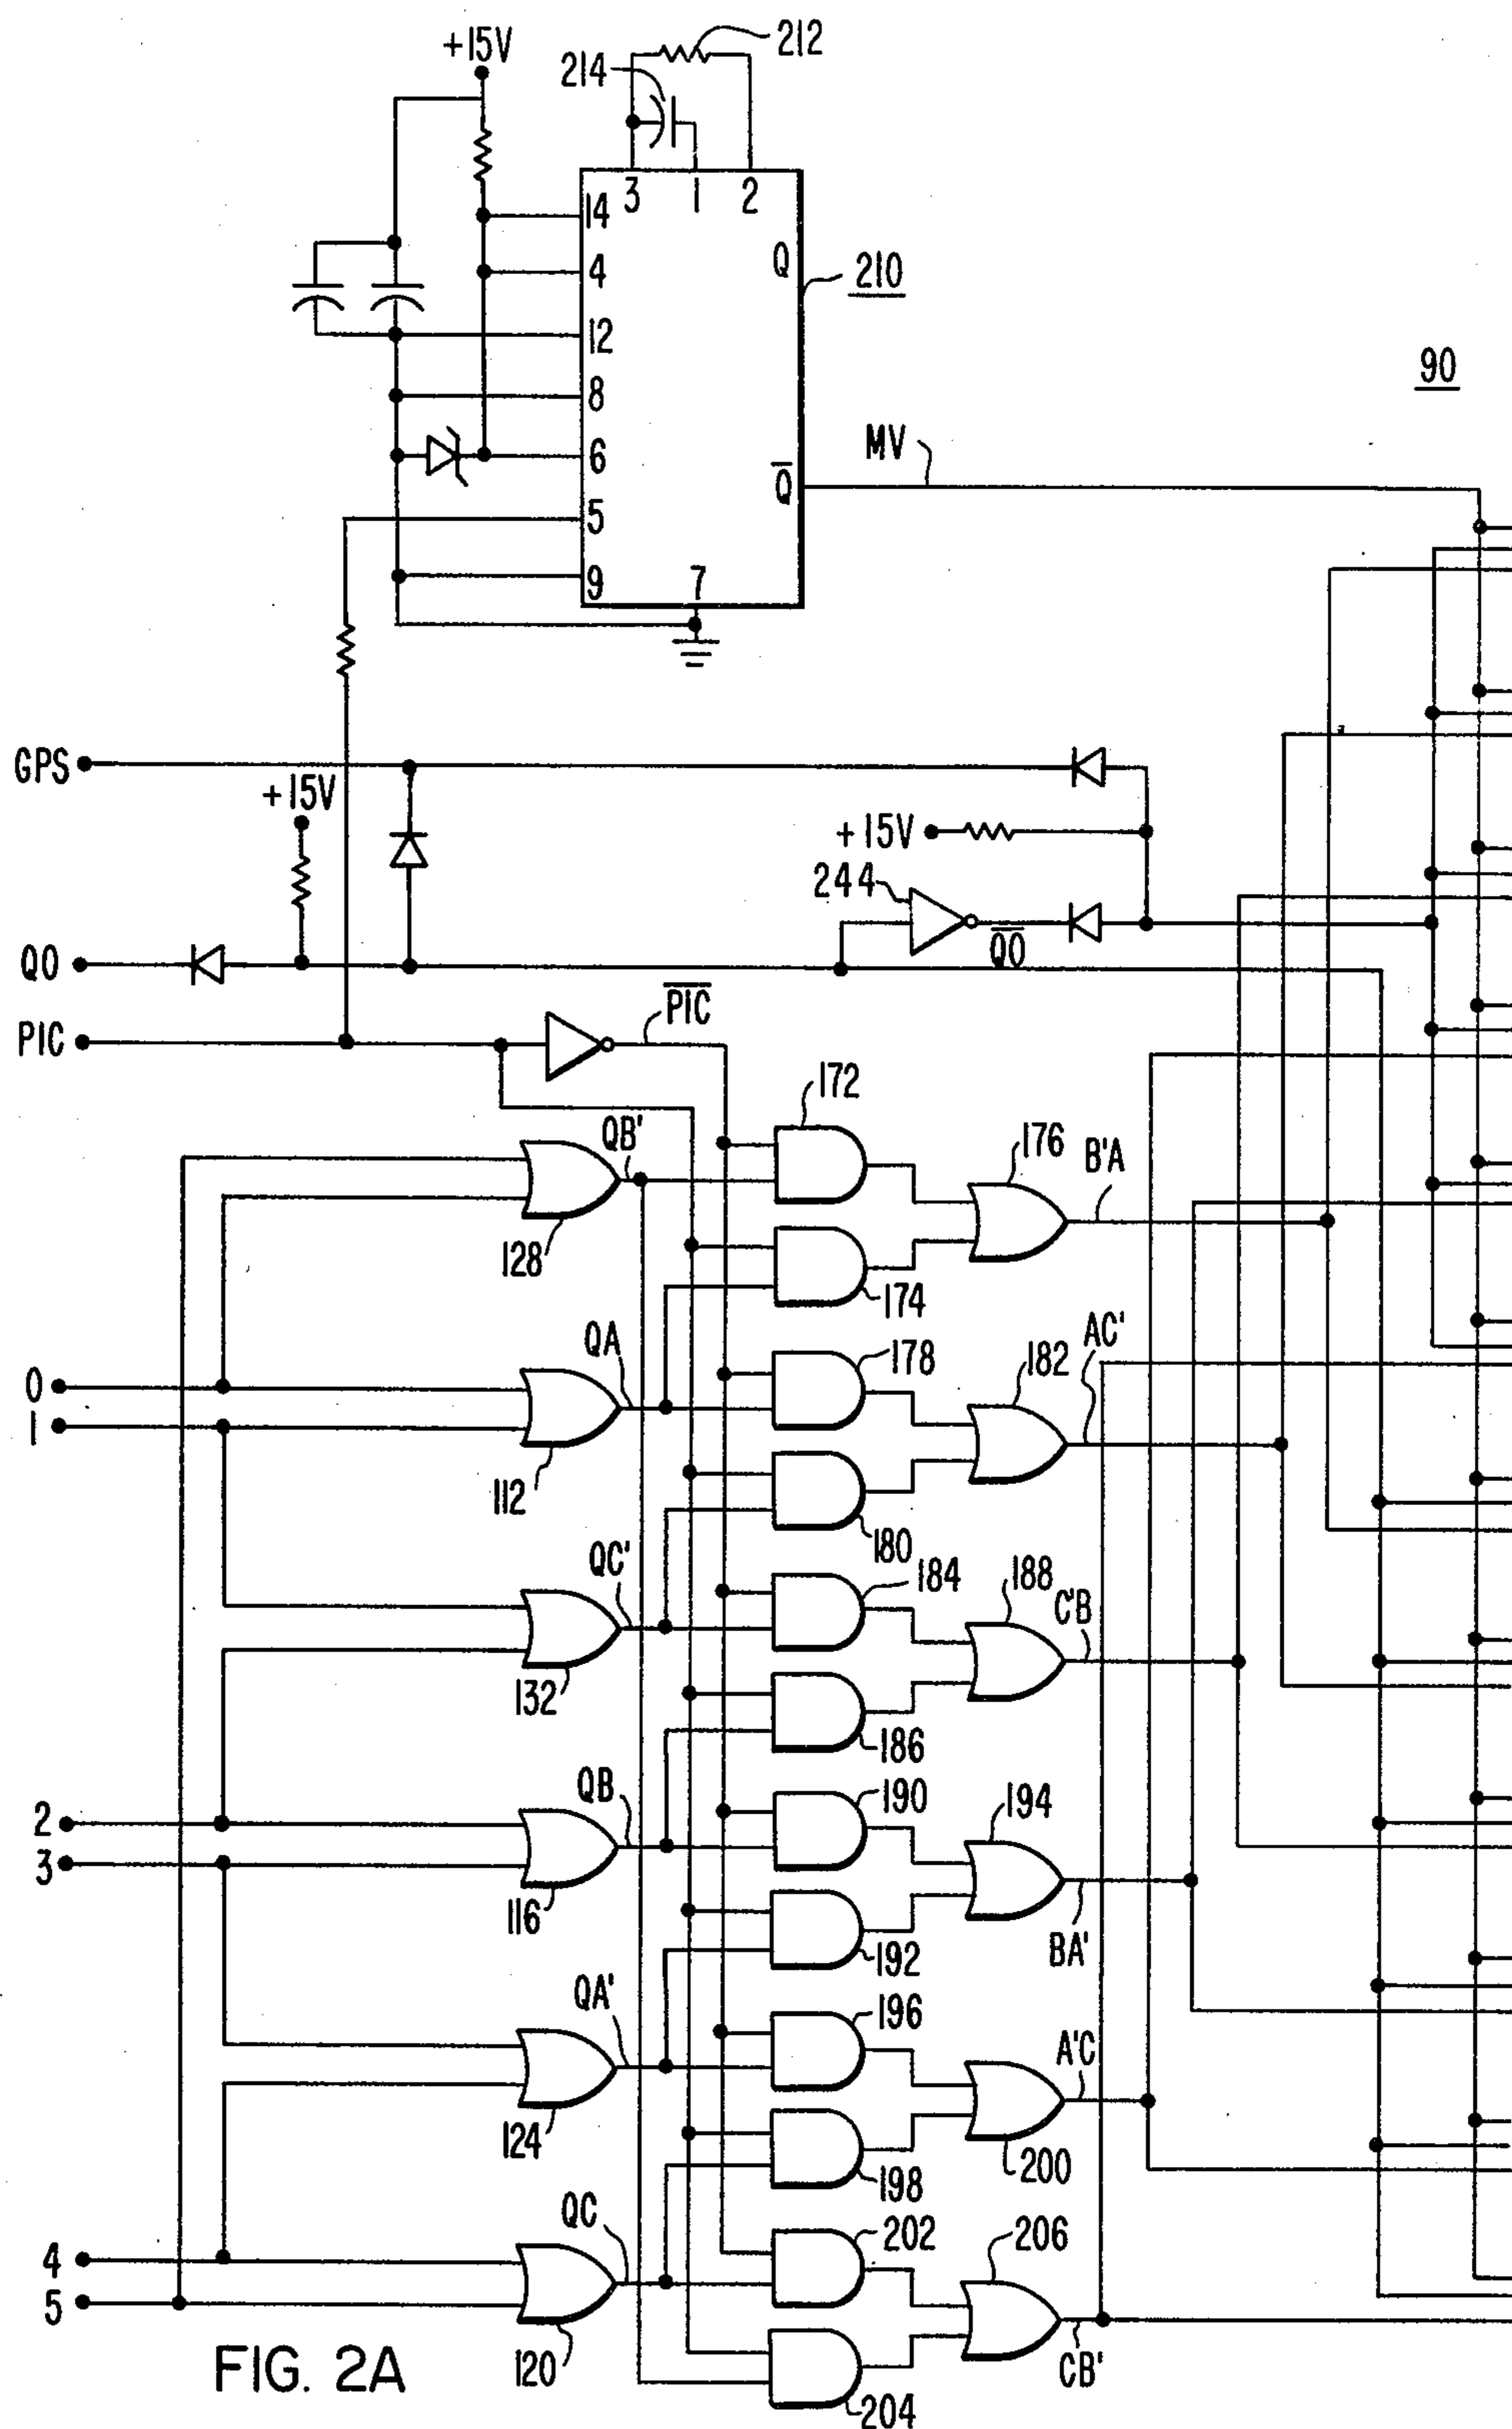 +15V
212
214
3 1 2
14
Q
4
210
12
90
8
MV
6
Q̅
5
9
7
GPS
+15V
+15V
244
Q0
Q̅0̅
PIC
P̅I̅C̅
172
QB'
176
B'A
128
174
QA
178
AC'
182
0
1
112
180
QC'
184
188
C'B
132
186
QB
190
194
2
3
116
192
BA'
QA'
196
A'C
124
198
200
QC
202
206
4
5
120
CB'
204
FIG. 2A